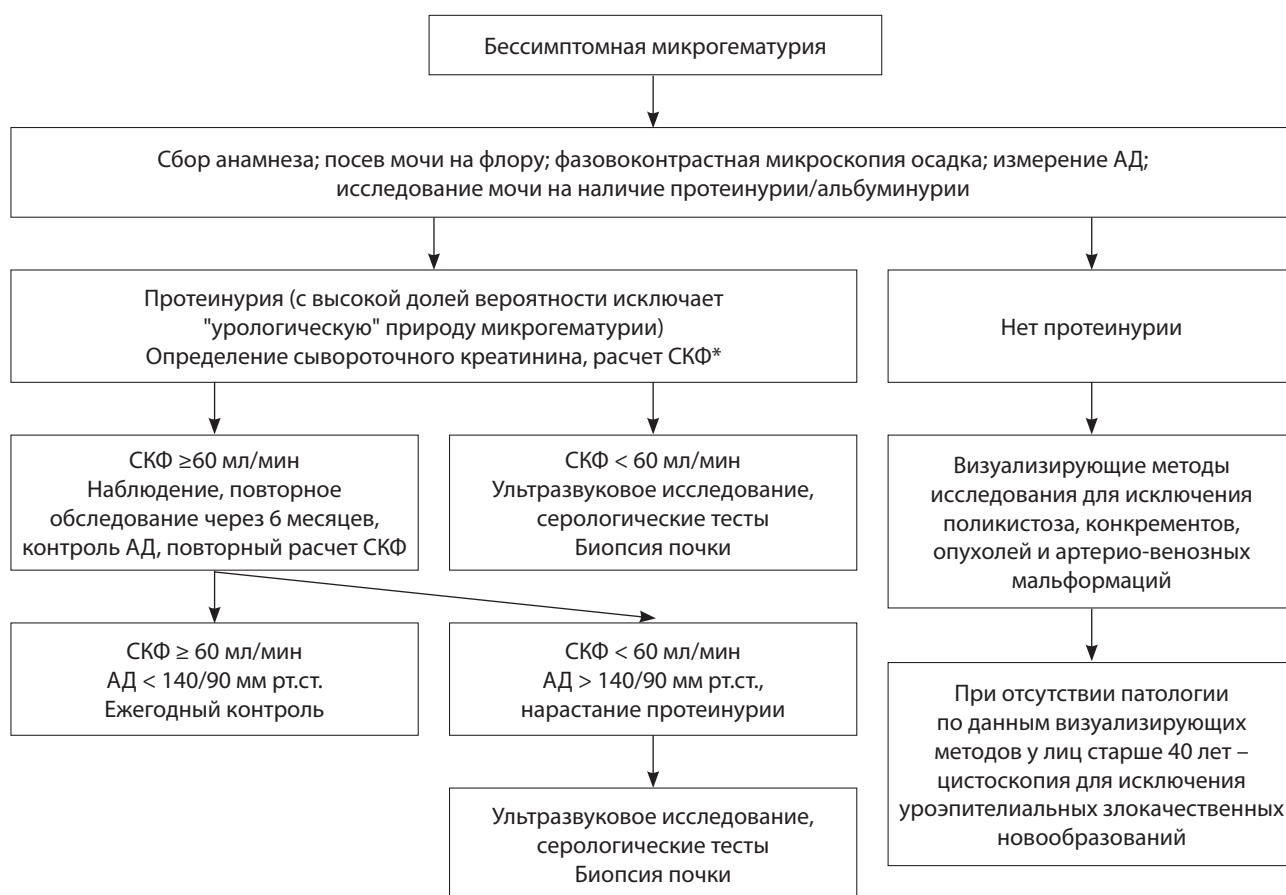 Бессимптомная микрогематурия
Сбор анамнеза; посев мочи на флору; фазовоконтрастная микроскопия осадка; измерение АД;
исследование мочи на наличие протеинурии/альбуминурии
Протеинурия (с высокой долей вероятности исключает
"урологическую" природу микрогематурии)
Определение сывороточного креатинина, расчет СКФ*
Нет протеинурии
СКФ ≥60 мл/мин
Наблюдение, повторное
обследование через 6 месяцев,
контроль АД, повторный расчет СКФ
СКФ < 60 мл/мин
Ультразвуковое исследование,
серологические тесты
Биопсия почки
Визуализирующие методы
исследования для исключения
поликистоза, конкрементов,
опухолей и артерио-венозных
мальформаций
СКФ ≥ 60 мл/мин
АД < 140/90 мм рт.ст.
Ежегодный контроль
СКФ < 60 мл/мин
АД > 140/90 мм рт.ст.,
нарастание протеинурии
При отсутствии патологии
по данным визуализирующих
методов у лиц старше 40 лет –
цистоскопия для исключения
уроэпителиальных злокачественных
новообразований
Ультразвуковое исследование,
серологические тесты
Биопсия почки